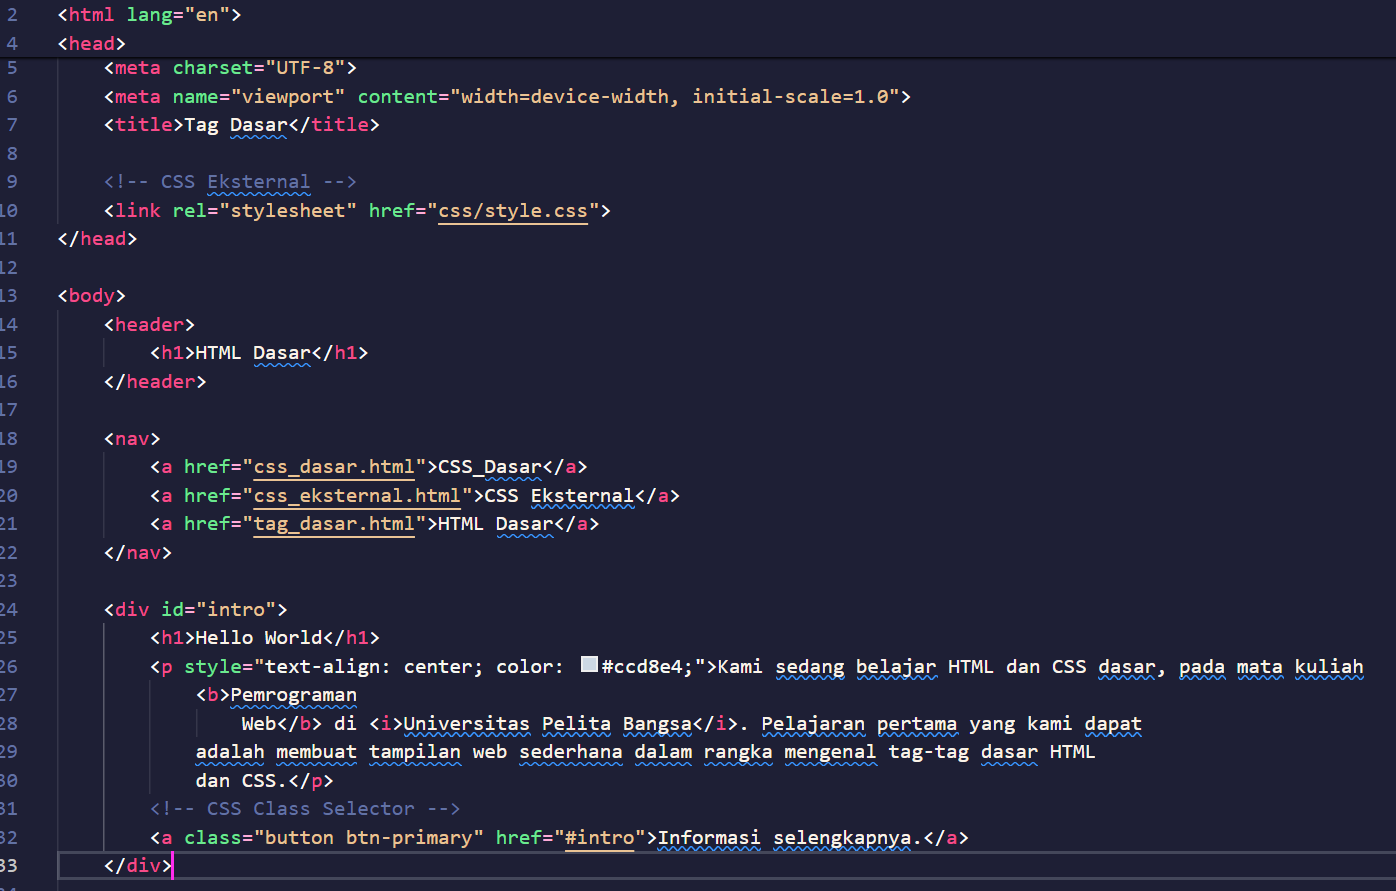 2 <html lang="en">
4 <head>
5 <meta charset="UTF-8">
6 <meta name="viewport" content="width=device-width, initial-scale=1.0">
7 <title>Tag Dasar</title>
8
9 <!-- CSS Eksternal -->
10 <link rel="stylesheet" href="css/style.css">
11 </head>
12
13 <body>
14 <header>
15 <h1>HTML Dasar</h1>
16 </header>
17
18 <nav>
19 <a href="css_dasar.html">CSS_Dasar</a>
20 <a href="css_eksternal.html">CSS Eksternal</a>
21 <a href="tag_dasar.html">HTML Dasar</a>
22 </nav>
23
24 <div id="intro">
25 <h1>Hello World</h1>
26 <p style="text-align: center; color: #ccd8e4;">Kami sedang belajar HTML dan CSS dasar, pada mata kuliah
27 <b>Pemrograman
28 Web</b> di <i>Universitas Pelita Bangsa</i>. Pelajaran pertama yang kami dapat
29 adalah membuat tampilan web sederhana dalam rangka mengenal tag-tag dasar HTML
30 dan CSS.</p>
31 <!-- CSS Class Selector -->
32 <a class="button btn-primary" href="#intro">Informasi selengkapnya.</a>
33 </div>